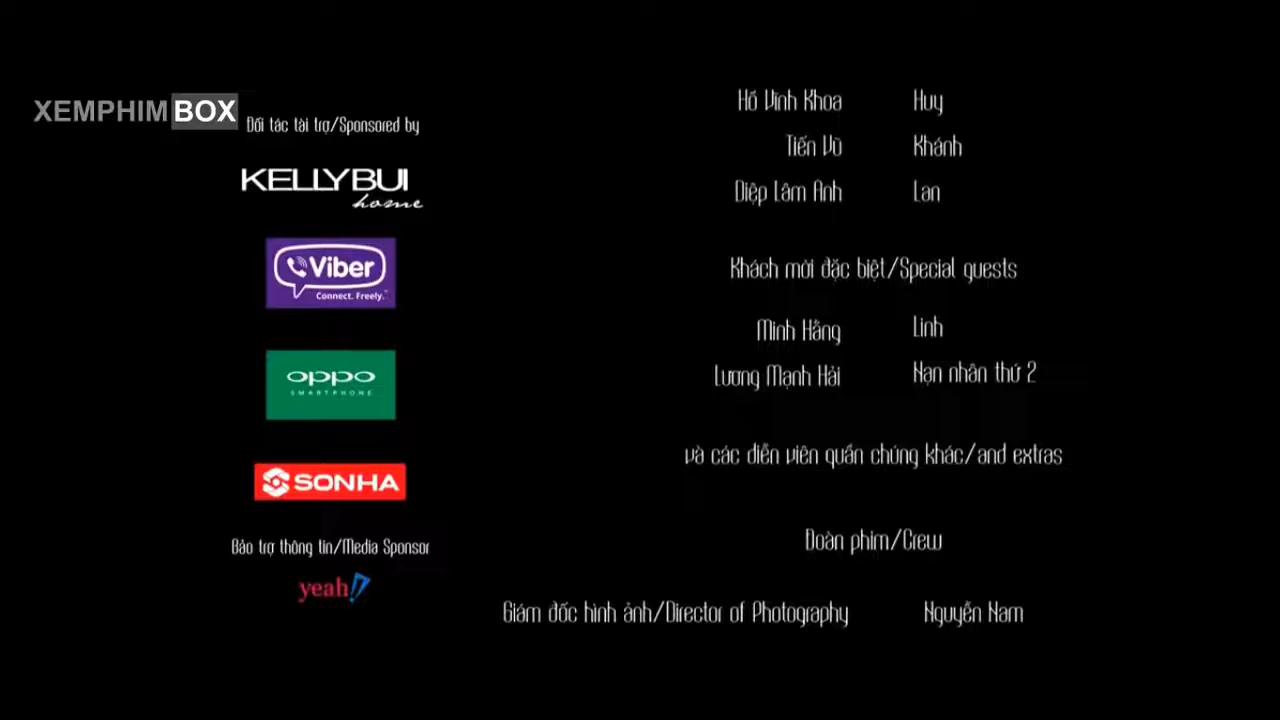 XEMPHIMBOX
Đối tác tài trợ/Sponsored by
KELLYBUI
home
Viber
Connect. Freely.™
oppo
SMARTPHONE
SONHA
Bảo trợ thông tin/Media Sponsor
yeah!
Hồ Vĩnh Khoa Huy
Tiến Vũ Khánh
Diệp Lâm Anh Lan
Khách mời đặc biệt/Special guests
Minh Hằng Linh
Lương Mạnh Hải Nạn nhân thứ 2
và các diễn viên quần chúng khác/and extras
Đoàn phim/Crew
Giám đốc hình ảnh/Director of Photography Nguyễn Nam